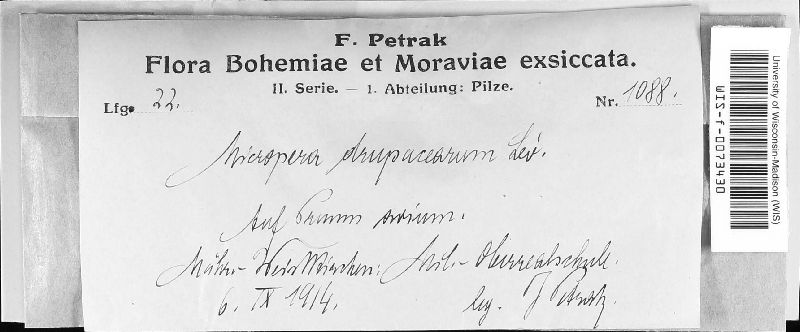 F. Petrak
Flora Bohemiae et Moraviae exsiccata.
II. Serie. — I. Abteilung: Pilze.
Lfg. 22. Nr. 1088.
Micropera drupacearum Lév.
Auf Prunus avium.
Mähr.-Weisskirchen: Mil.-Oberrealschule.
6. IX 1914. leg. J. Petrak.
University of Wisconsin-Madison (WIS)
WIS-f-0073430